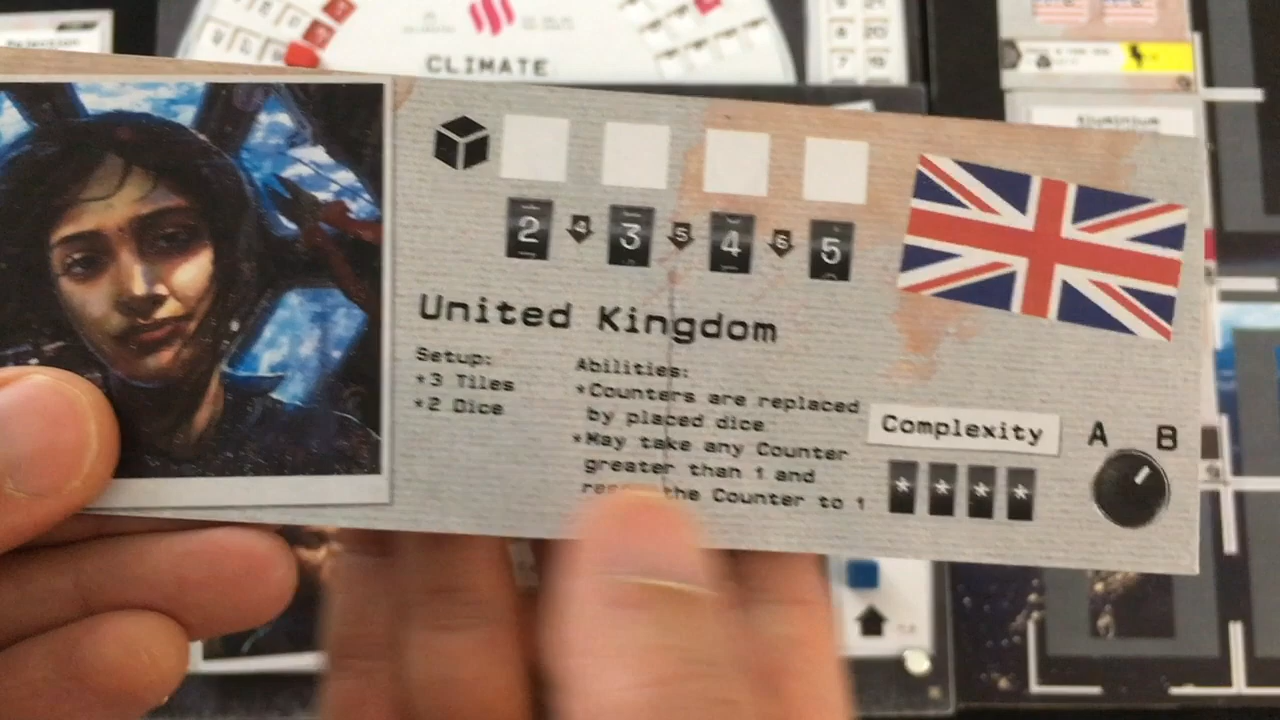 CLIMATE
Aluminium
2 4 3 5 4 6 5
United Kingdom
Setup:
*3 Tiles
*2 Dice
Abilities:
*Counters are replaced
by placed dice
*May take any Counter
greater than 1 and
the Counter to 1
Complexity
* * * *
A B